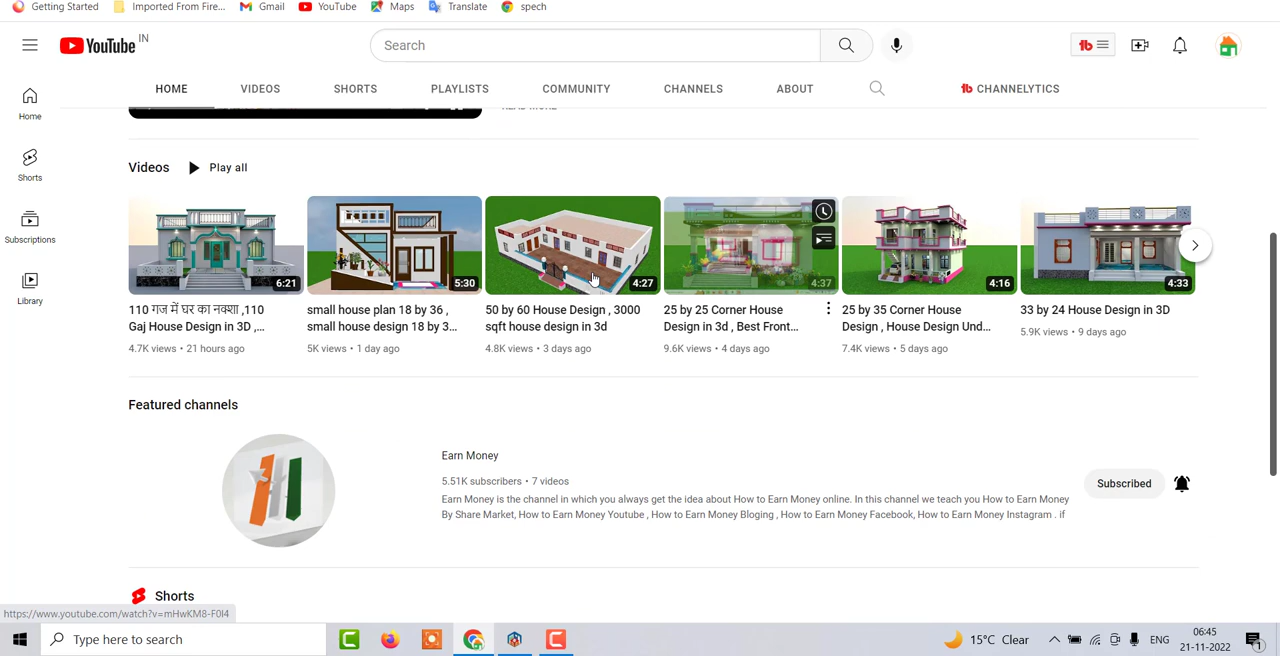 Getting Started
Imported From Fire...
Gmail
YouTube
Maps
Translate
spech
YouTube IN
Search
HOME
VIDEOS
SHORTS
PLAYLISTS
COMMUNITY
CHANNELS
ABOUT
CHANNELYTICS
Home
Shorts
Subscriptions
Library
READ MORE
Videos
Play all
6:21
5:30
4:27
4:37
4:16
4:33
110 गज में घर का नक्शा ,110
Gaj House Design in 3D ,...
4.7K views • 21 hours ago
small house plan 18 by 36 ,
small house design 18 by 3...
5K views • 1 day ago
50 by 60 House Design , 3000
sqft house design in 3d
4.8K views • 3 days ago
25 by 25 Corner House
Design in 3d , Best Front...
9.6K views • 4 days ago
25 by 35 Corner House
Design , House Design Und...
7.4K views • 5 days ago
33 by 24 House Design in 3D
5.9K views • 9 days ago
Featured channels
Earn Money
5.51K subscribers • 7 videos
Earn Money is the channel in which you always get the idea about How to Earn Money online. In this channel we teach you How to Earn Money
By Share Market, How to Earn Money Youtube , How to Earn Money Bloging , How to Earn Money Facebook, How to Earn Money Instagram . if
Subscribed
Shorts
https://www.youtube.com/watch?v=mHwKM8-F0I4
Type here to search
15°C Clear
ENG
06:45
21-11-2022
1